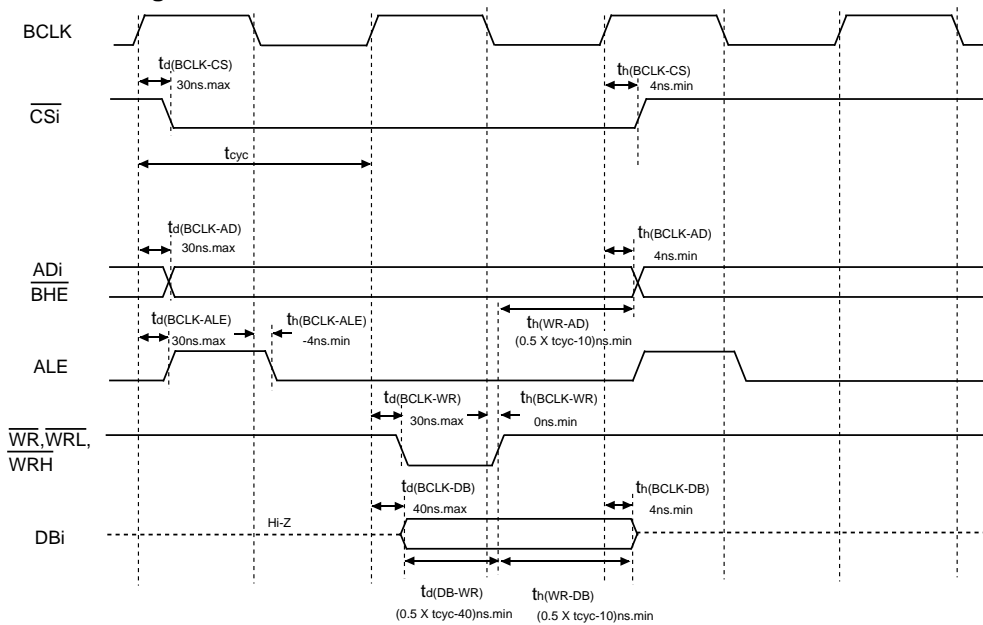 BCLK
td(BCLK-CS)
30ns.max
th(BCLK-CS)
4ns.min
CSi
tcyc
td(BCLK-AD)
30ns.max
th(BCLK-AD)
4ns.min
ADi
BHE
td(BCLK-ALE)
30ns.max
th(BCLK-ALE)
-4ns.min
th(WR-AD)
(0.5 X tcyc-10)ns.min
ALE
td(BCLK-WR)
30ns.max
th(BCLK-WR)
0ns.min
WR,WRL,
WRH
td(BCLK-DB)
40ns.max
th(BCLK-DB)
4ns.min
Hi-Z
DBi
td(DB-WR)
(0.5 X tcyc-40)ns.min
th(WR-DB)
(0.5 X tcyc-10)ns.min